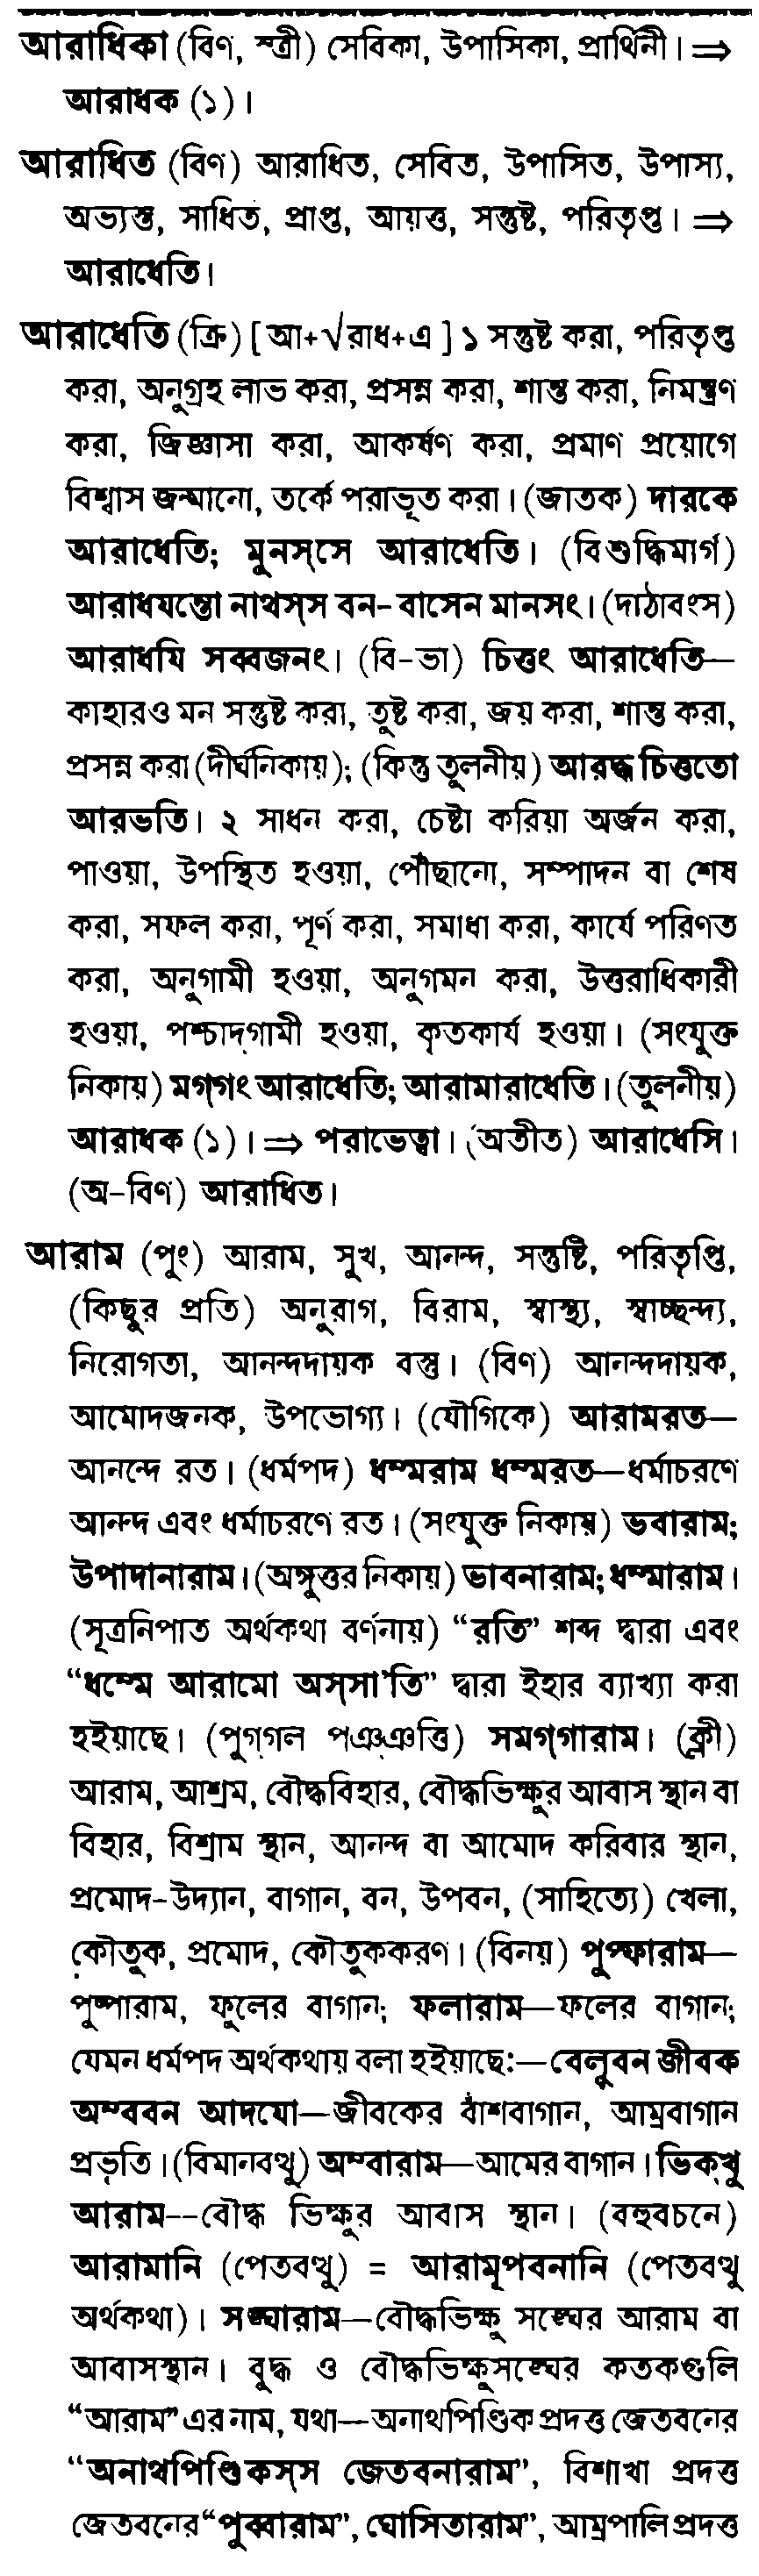 আরাধিকা (বিণ, স্ত্রী) সেবিকা, উপাসিকা, প্রার্থিনী। ⇒
আরাধক (১)।
আরাধিত (বিণ) আরাধিত, সেবিত, উপাসিত, উপাস্য,
অভ্যস্ত, সাধিত, প্রাপ্ত, আয়ত্ত, সন্তুষ্ট, পরিতৃপ্ত। ⇒
আরাধেতি।
আরাধেতি (ক্রি) [ আ+√রাধ+এ ] ১ সন্তুষ্ট করা, পরিতৃপ্ত
করা, অনুগ্রহ লাভ করা, প্রসন্ন করা, শান্ত করা, নিমন্ত্রণ
করা, জিজ্ঞাসা করা, আকর্ষণ করা, প্রমাণ প্রয়োগে
বিশ্বাস জন্মানো, তর্কে পরাভূত করা। (জাতক) দারকে
আরাধেতি; মুনস্সে আরাধেতি। (বিশুদ্ধিমার্গ)
আরাধযন্তো নাথস্স বন-বাসেন মানসং। (দাঠাবংস)
আরাধযি সব্বজনং। (বি-ভা) চিত্তং আরাধেতি—
কাহারও মন সন্তুষ্ট করা, তুষ্ট করা, জয় করা, শান্ত করা,
প্রসন্ন করা (দীর্ঘনিকায়); (কিন্তু তুলনীয়) আরদ্ধ চিত্ততো
আরভতি। ২ সাধন করা, চেষ্টা করিয়া অর্জন করা,
পাওয়া, উপস্থিত হওয়া, পৌঁছানো, সম্পাদন বা শেষ
করা, সফল করা, পূর্ণ করা, সমাধা করা, কার্যে পরিণত
করা, অনুগামী হওয়া, অনুগমন করা, উত্তরাধিকারী
হওয়া, পশ্চাদ্গামী হওয়া, কৃতকার্য হওয়া। (সংযুক্ত
নিকায়) মগ্গং আরাধেতি; আরামারাধেতি। (তুলনীয়)
আরাধক (১)। ⇒ পরাভেত্বা। (অতীত) আরাধেসি।
(অ-বিণ) আরাধিত।
আরাম (পুং) আরাম, সুখ, আনন্দ, সন্তুষ্টি, পরিতৃপ্তি,
(কিছুর প্রতি) অনুরাগ, বিরাম, স্বাস্থ্য, স্বাচ্ছন্দ্য,
নিরোগতা, আনন্দদায়ক বস্তু। (বিণ) আনন্দদায়ক,
আমোদজনক, উপভোগ্য। (যৌগিকে) আরামরত—
আনন্দে রত। (ধর্মপদ) ধম্মরাম ধম্মরত—ধর্মাচরণে
আনন্দ এবং ধর্মাচরণে রত। (সংযুক্ত নিকায়) ভবারাম;
উপাদানারাম। (অঙ্গুত্তর নিকায়) ভাবনারাম; ধম্মারাম।
(সূত্রনিপাত অর্থকথা বর্ণনায়) “রতি” শব্দ দ্বারা এবং
“ধম্মে আরামো অস্সা’তি” দ্বারা ইহার ব্যাখ্যা করা
হইয়াছে। (পুগ্গল পঞ্ঞত্তি) সমগ্গারাম। (ক্লী)
আরাম, আশ্রম, বৌদ্ধবিহার, বৌদ্ধভিক্ষুর আবাস স্থান বা
বিহার, বিশ্রাম স্থান, আনন্দ বা আমোদ করিবার স্থান,
প্রমোদ-উদ্যান, বাগান, বন, উপবন, (সাহিত্যে) খেলা,
কৌতুক, প্রমোদ, কৌতুককরণ। (বিনয়) পুপ্ফারাম—
পুষ্পারাম, ফুলের বাগান; ফলারাম—ফলের বাগান;
যেমন ধর্মপদ অর্থকথায় বলা হইয়াছে:—বেলুবন জীবক
অম্ববন আদযো—জীবকের বাঁশবাগান, আম্রবাগান
প্রভৃতি। (বিমানবত্থু) অম্বারাম—আমের বাগান। ভিক্খু
আরাম--বৌদ্ধ ভিক্ষুর আবাস স্থান। (বহুবচনে)
আরামানি (পেতবত্থু) = আরামূপবনানি (পেতবত্থু
অর্থকথা)। সঙ্ঘারাম—বৌদ্ধভিক্ষু সঙ্ঘের আরাম বা
আবাসস্থান। বুদ্ধ ও বৌদ্ধভিক্ষুসঙ্ঘের কতকগুলি
“আরাম” এর নাম, যথা—অনাথপিণ্ডিক প্রদত্ত জেতবনের
“অনাথপিণ্ডিকস্স জেতবনারাম”, বিশাখা প্রদত্ত
জেতবনের “পুব্বারাম”, ঘোসিতারাম”, আম্রপালি প্রদত্ত